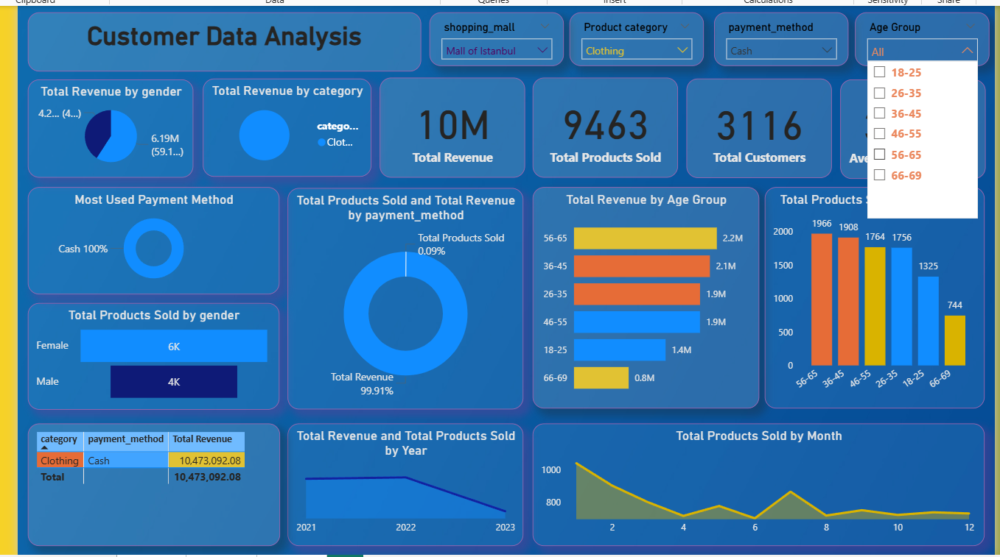 Clipboard
Data
Queries
Insert
Calculations
Sensitivity
Share
Customer Data Analysis
shopping_mall
Mall of Istanbul
Product category
Clothing
payment_method
Cash
Age Group
All
18-25
26-35
36-45
46-55
56-65
66-69
Total Revenue by gender
4.2... (4...)
6.19M
(59.1...)
Total Revenue by category
catego...
Clot...
10M
Total Revenue
9463
Total Products Sold
3116
Total Customers
Ave
Most Used Payment Method
Cash 100%
Total Products Sold by gender
Female
6K
Male
4K
Total Products Sold and Total Revenue
by payment_method
Total Products Sold
0.09%
Total Revenue
99.91%
Total Revenue by Age Group
56-65 2.2M
36-45 2.1M
26-35 1.9M
46-55 1.9M
18-25 1.4M
66-69 0.8M
Total Products S
2000
1500
1000
500
0
1966 1908 1764 1756 1325 744
56-65 36-45 46-55 26-35 18-25 66-69
category payment_method Total Revenue
Clothing Cash 10,473,092.08
Total 10,473,092.08
Total Revenue and Total Products Sold
by Year
2021 2022 2023
Total Products Sold by Month
1000
800
2 4 6 8 10 12